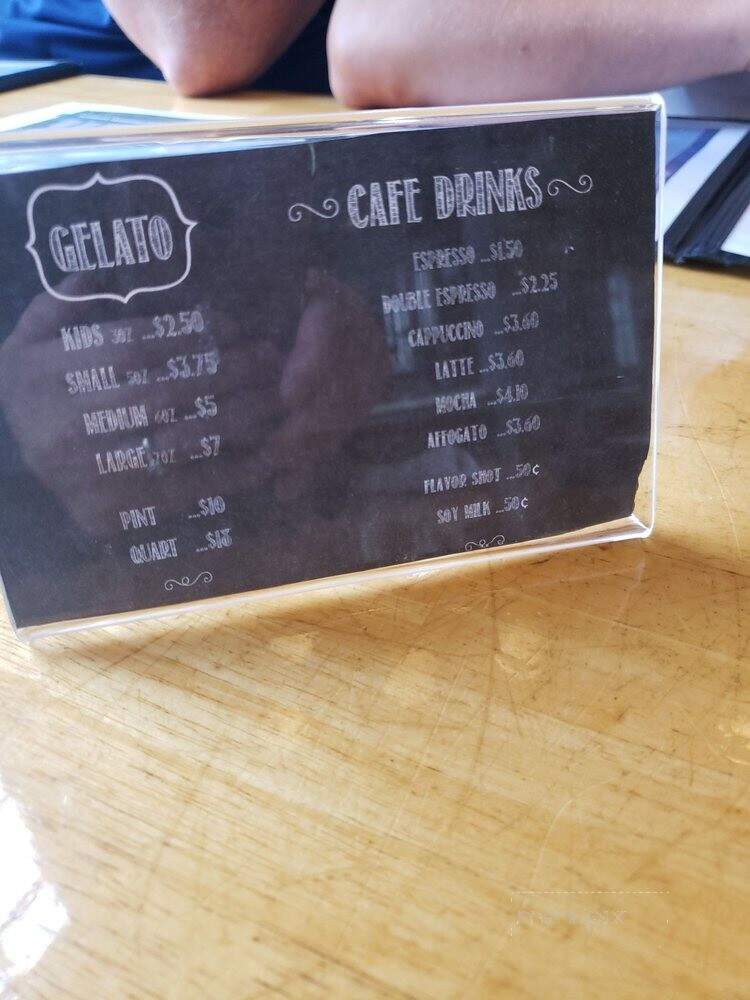 GELATO
KIDS 3OZ ...$2.50
SMALL 5OZ ...$3.75
MEDIUM 6OZ ...$5
LARGE 7OZ ...$7
PINT ...$10
QUART ...$18
CAFE DRINKS
ESPRESSO ...$1.50
DOUBLE ESPRESSO ...$2.25
CAPPUCCINO ...$3.60
LATTE ...$3.60
MOCHA ...$4.10
AFFOGATO ...$3.60
FLAVOR SHOT ...50¢
SOY MILK ...50¢